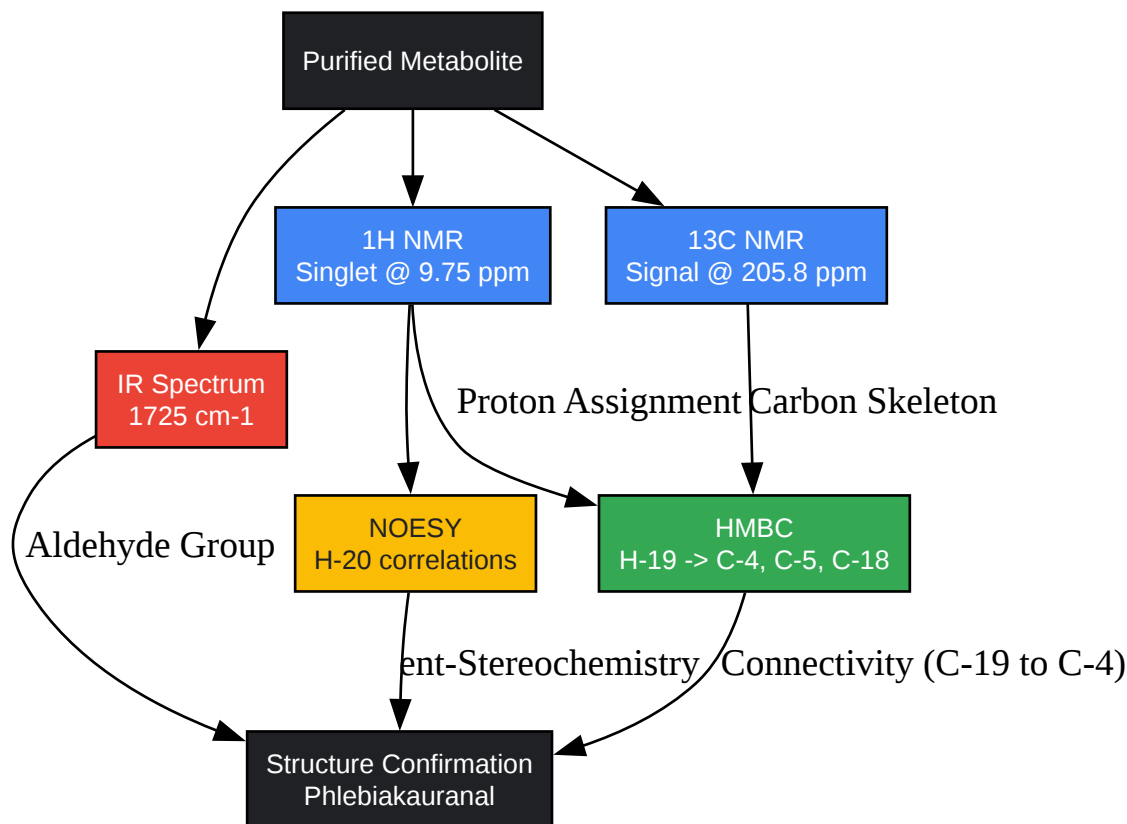 Purified Metabolite
1H NMR
Singlet @ 9.75 ppm
13C NMR
Signal @ 205.8 ppm
IR Spectrum
1725 cm-1
Proton Assignment
Carbon Skeleton
NOESY
H-20 correlations
HMBC
H-19 -> C-4, C-5, C-18
Aldehyde Group
ent-Stereochemistry
Connectivity (C-19 to C-4)
Structure Confirmation
Phlebiakauranal